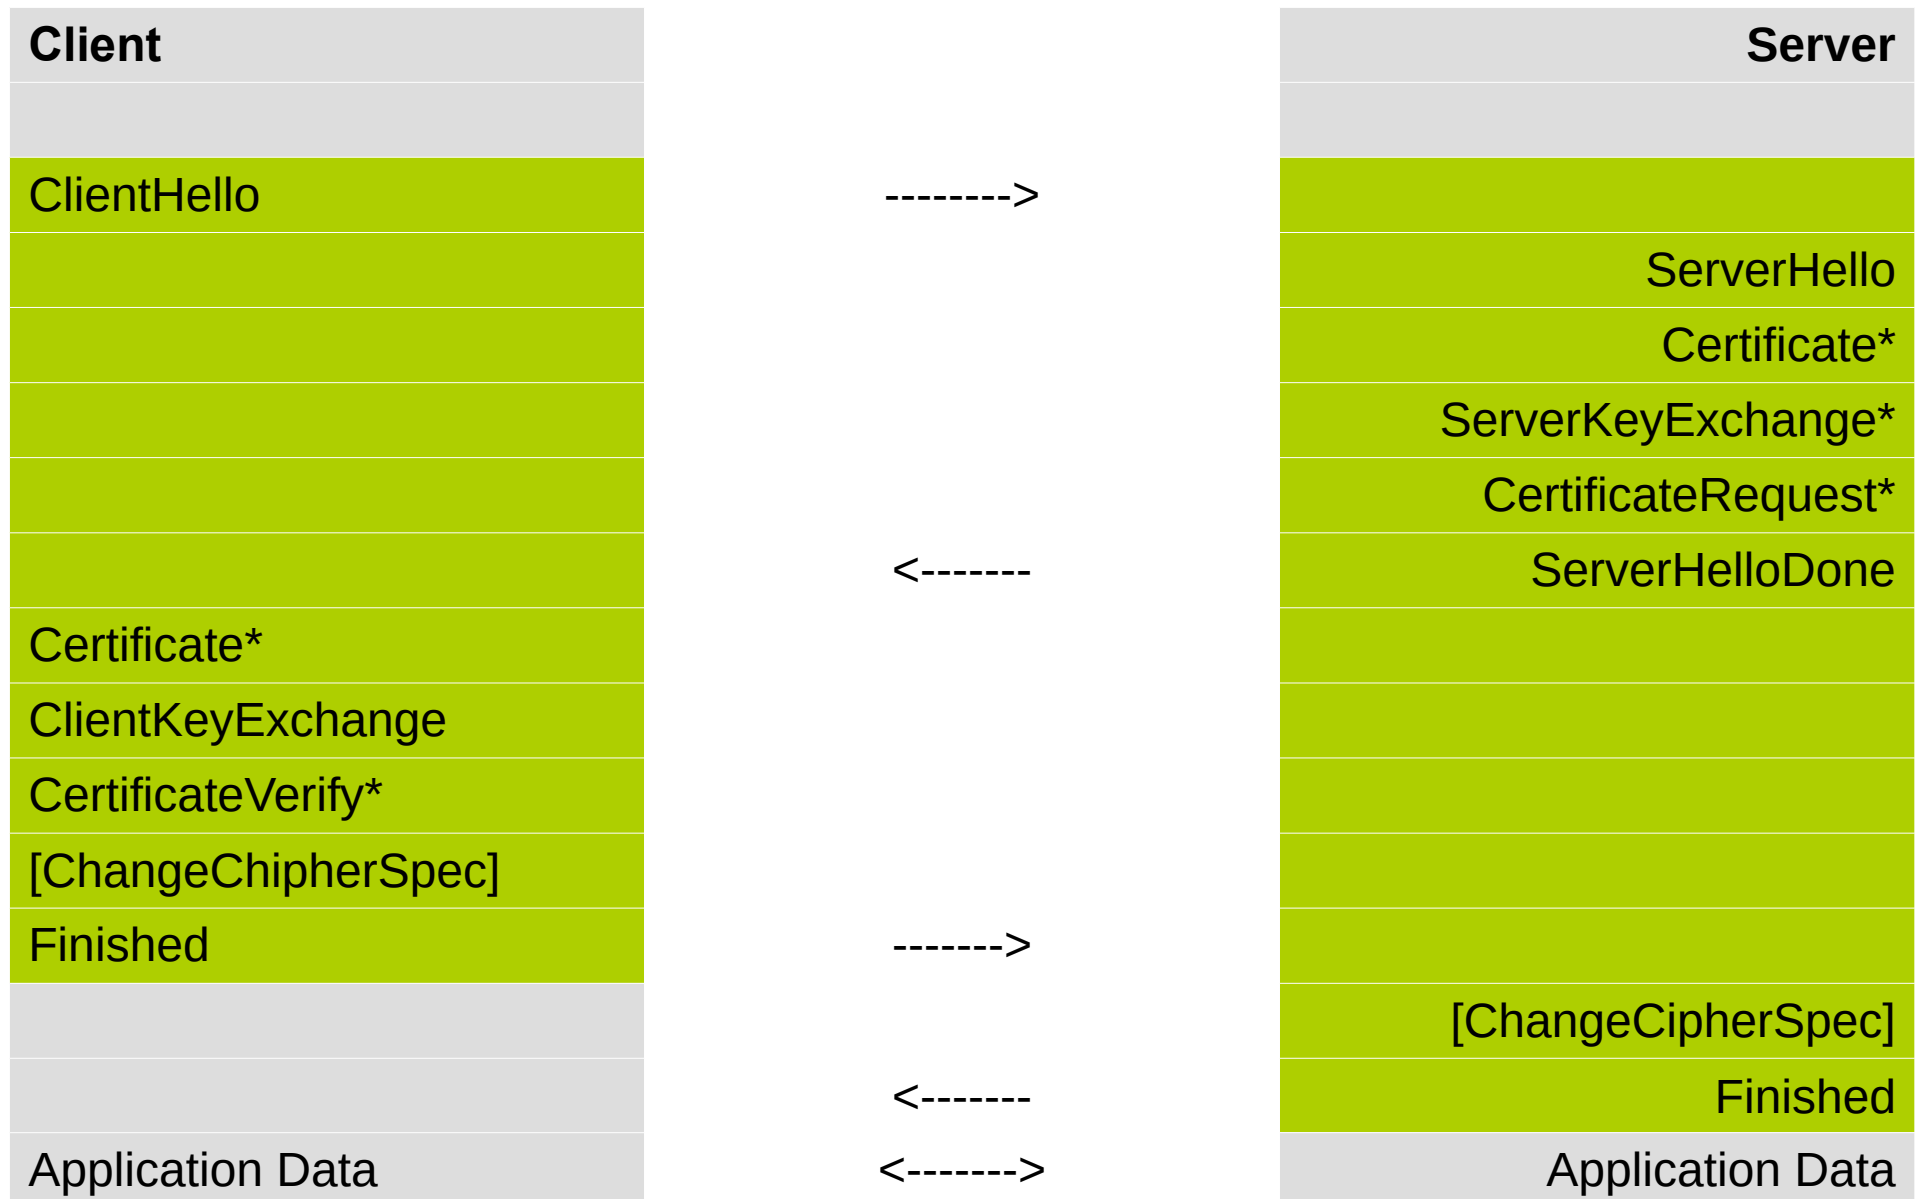 Client Server
ClientHello -------->
ServerHello
Certificate*
ServerKeyExchange*
CertificateRequest*
<------- ServerHelloDone
Certificate*
ClientKeyExchange
CertificateVerify*
[ChangeChipherSpec]
Finished ------->
[ChangeCipherSpec]
<------- Finished
Application Data <-------> Application Data